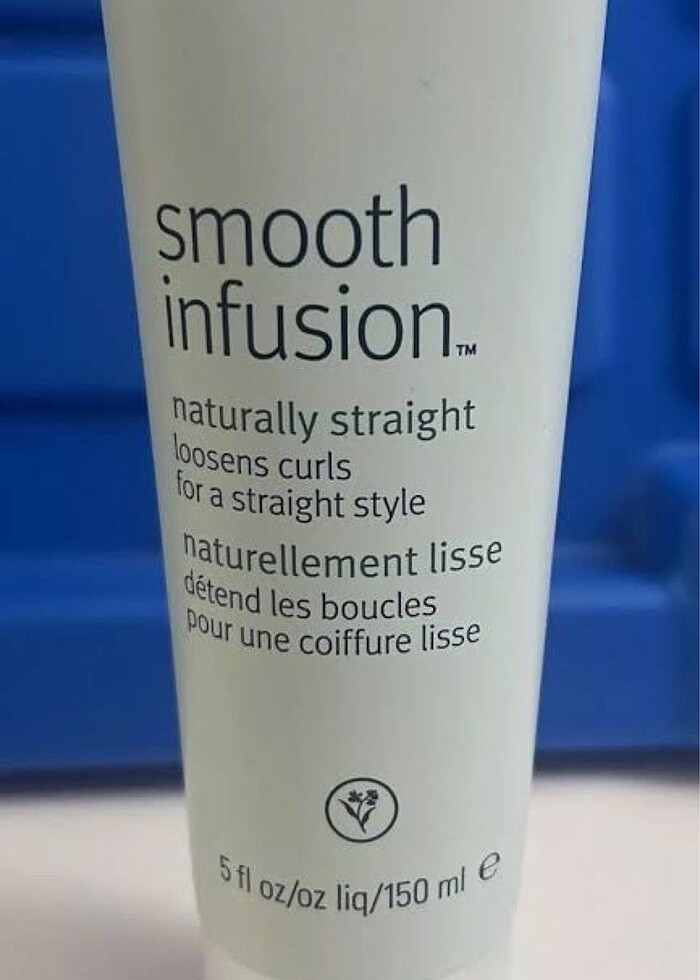 smooth
infusion™
naturally straight
loosens curls
for a straight style
naturellement lisse
détend les boucles
pour une coiffure lisse
5 fl oz/oz liq/150 ml ℮